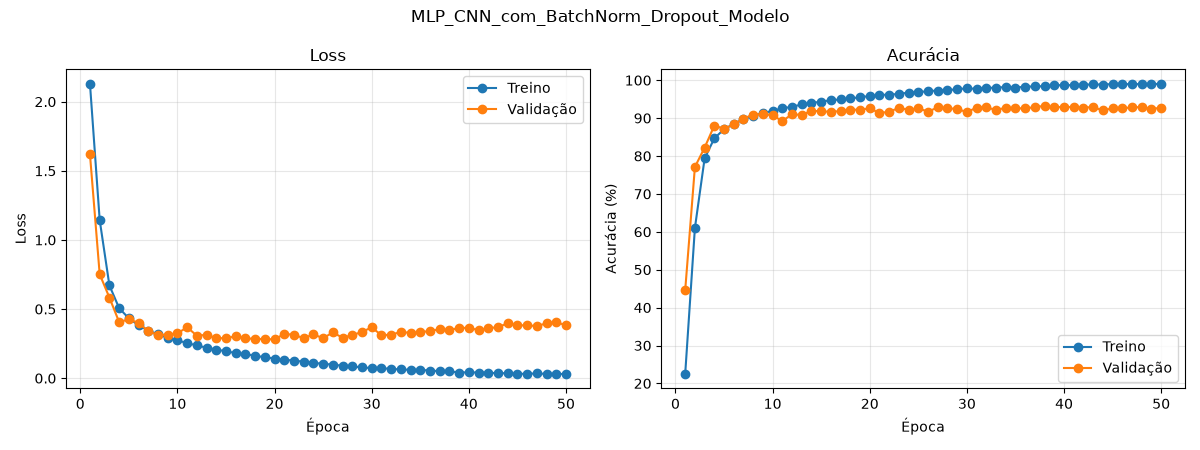 MLP_CNN_com_BatchNorm_Dropout_Modelo
Loss
Treino
Validação
2.0
1.5
1.0
0.5
0.0
Loss
0 10 20 30 40 50
Época
Acurácia
100
90
80
70
60
50
40
30
20
Acurácia (%)
Treino
Validação
0 10 20 30 40 50
Época